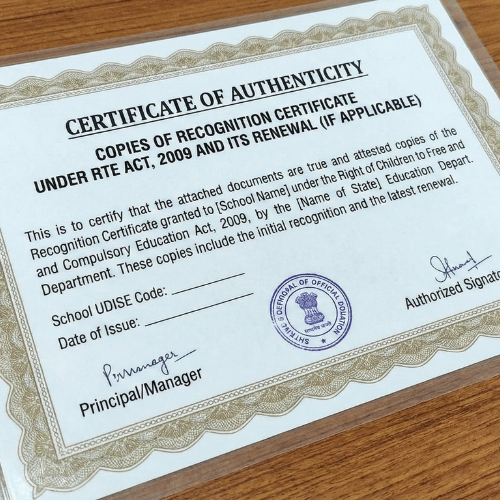 CERTIFICATE OF AUTHENTICITY
COPIES OF RECOGNITION CERTIFICATE
UNDER RTE ACT, 2009 AND ITS RENEWAL (IF APPLICABLE)
This is to certify that the attached documents are true and attested copies of the
Recognition Certificate granted to [School Name] under the Right of Children to Free and
and Compulsory Education Act, 2009, by the [Name of State] Education Depart.
Department. These copies include the initial recognition and the latest renewal.
School UDISE Code:
Date of Issue:
OF OFFICIAL
Principal/Manager
Authorized Signato